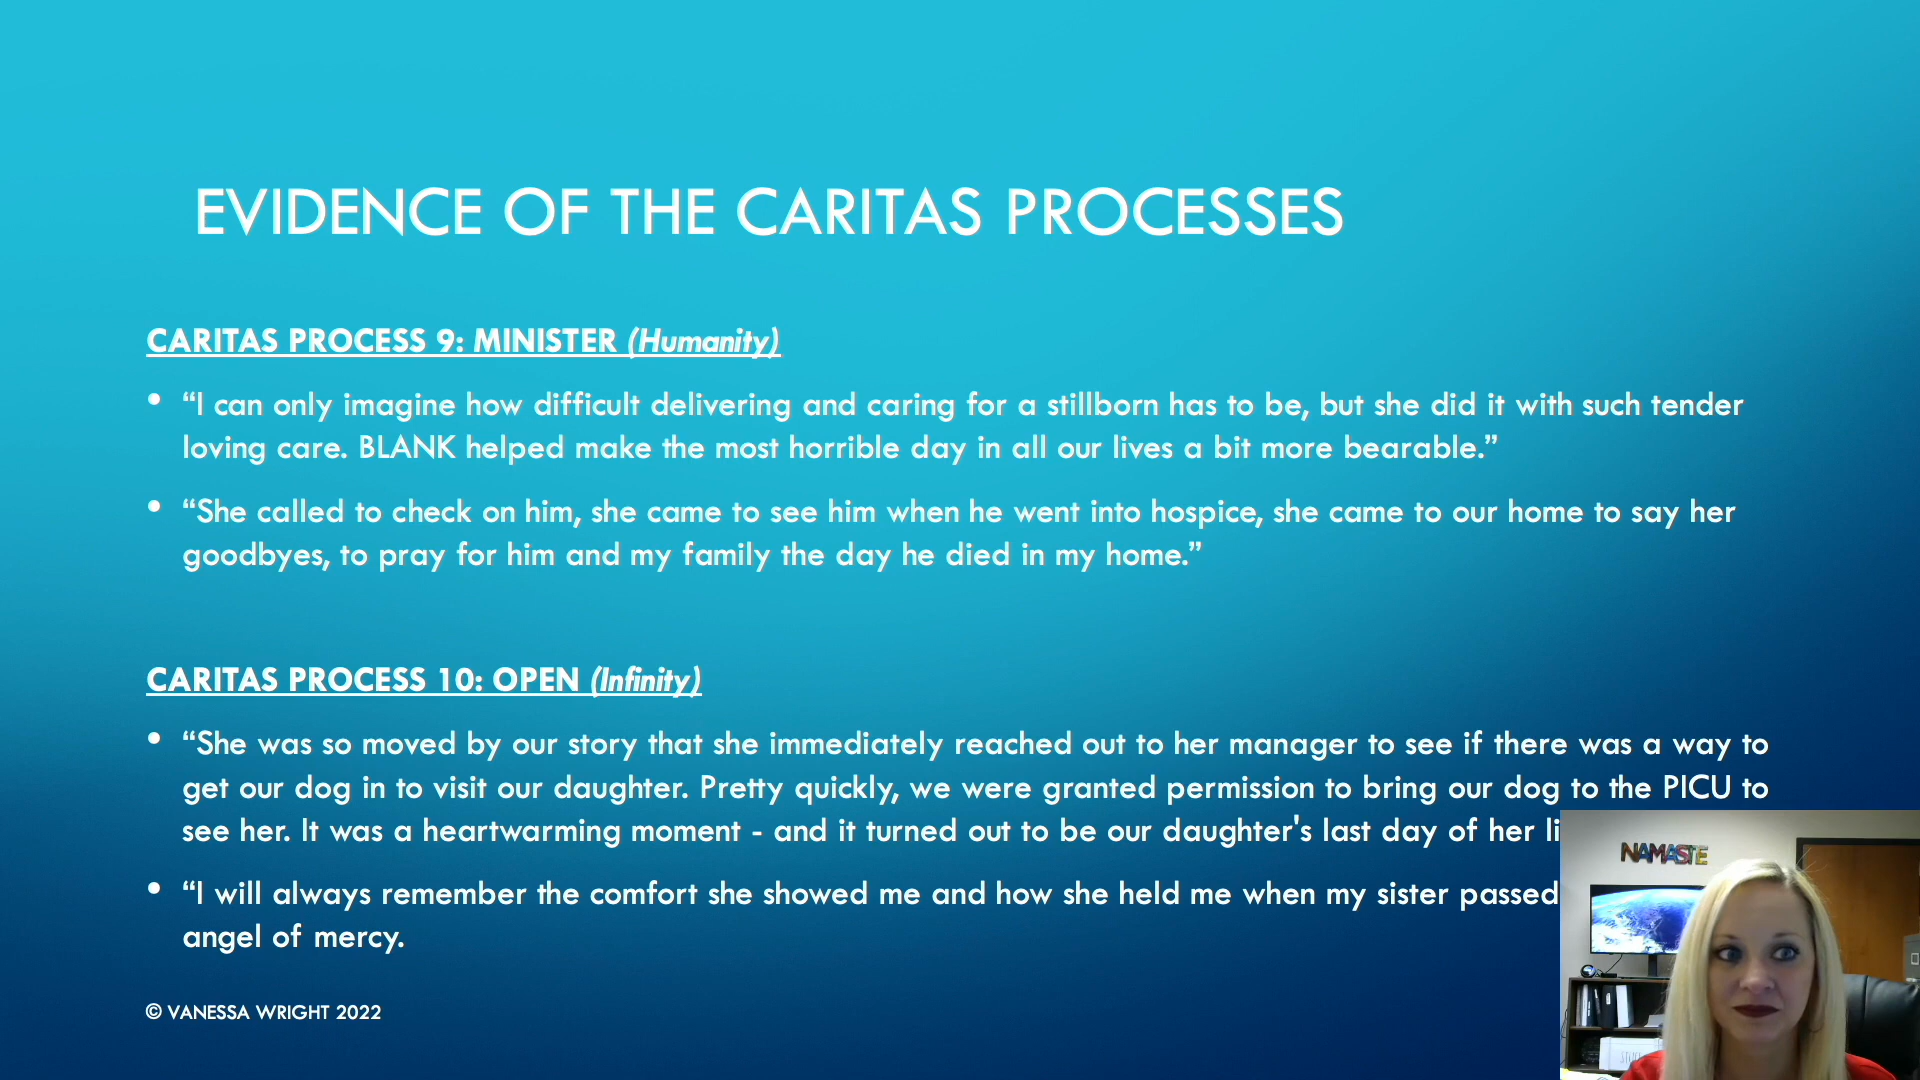 EVIDENCE OF THE CARITAS PROCESSES
CARITAS PROCESS 9: MINISTER (Humanity)
• “I can only imagine how difficult delivering and caring for a stillborn has to be, but she did it with such tender
loving care. BLANK helped make the most horrible day in all our lives a bit more bearable.”
• “She called to check on him, she came to see him when he went into hospice, she came to our home to say her
goodbyes, to pray for him and my family the day he died in my home.”
CARITAS PROCESS 10: OPEN (Infinity)
• “She was so moved by our story that she immediately reached out to her manager to see if there was a way to
get our dog in to visit our daughter. Pretty quickly, we were granted permission to bring our dog to the PICU to
see her. It was a heartwarming moment - and it turned out to be our daughter's last day of her
NAMASTE
• “I will always remember the comfort she showed me and how she held me when my sister passed
angel of mercy.
© VANESSA WRIGHT 2022